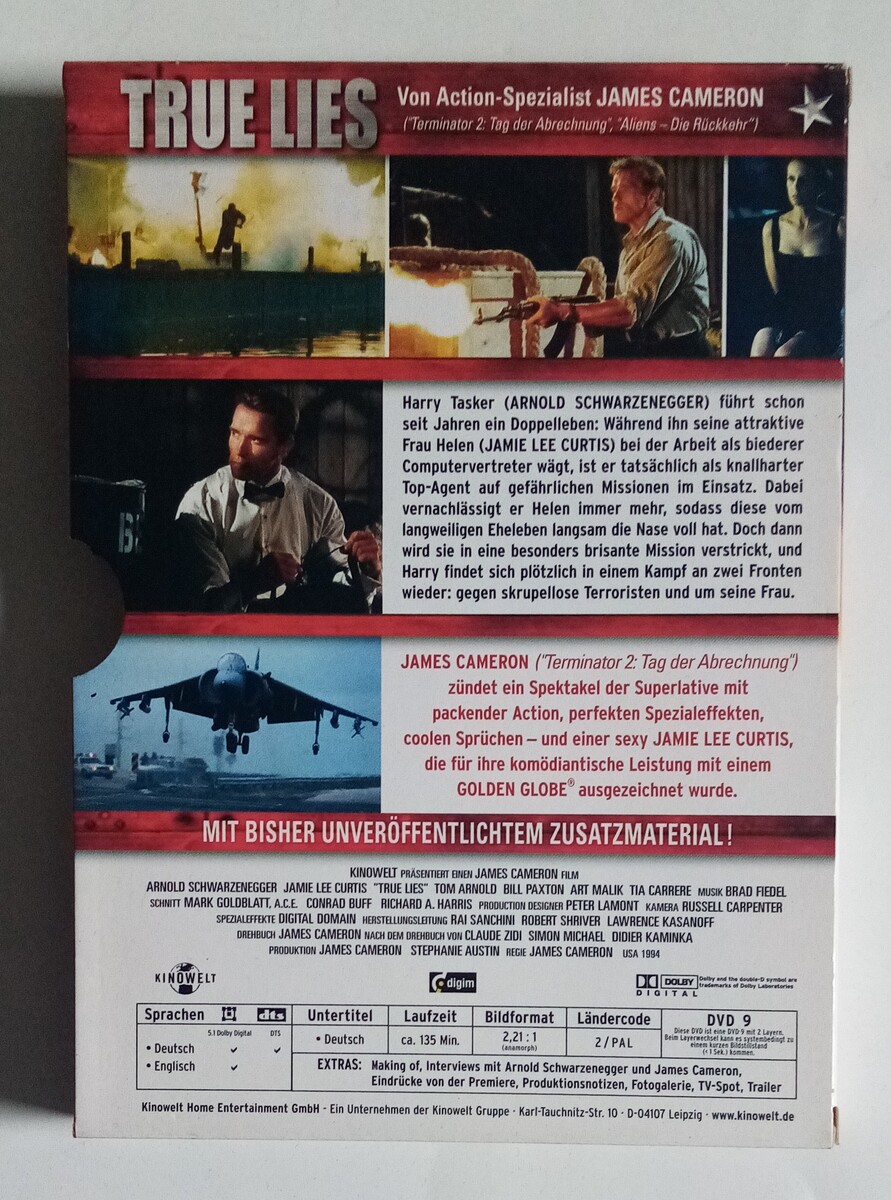 TRUE LIES
Von Action-Spezialist JAMES CAMERON
("Terminator 2: Tag der Abrechnung", "Aliens – Die Rückkehr")
Harry Tasker (ARNOLD SCHWARZENEGGER) führt schon
seit Jahren ein Doppelleben: Während ihn seine attraktive
Frau Helen (JAMIE LEE CURTIS) bei der Arbeit als biederer
Computervertreter wägt, ist er tatsächlich als knallharter
Top-Agent auf gefährlichen Missionen im Einsatz. Dabei
vernachlässigt er Helen immer mehr, sodass diese vom
langweiligen Eheleben langsam die Nase voll hat. Doch dann
wird sie in eine besonders brisante Mission verstrickt, und
Harry findet sich plötzlich in einem Kampf an zwei Fronten
wieder: gegen skrupellose Terroristen und um seine Frau.
JAMES CAMERON ("Terminator 2: Tag der Abrechnung")
zündet ein Spektakel der Superlative mit
packender Action, perfekten Spezialeffekten,
coolen Sprüchen – und einer sexy JAMIE LEE CURTIS,
die für ihre komödiantische Leistung mit einem
GOLDEN GLOBE® ausgezeichnet wurde.
MIT BISHER UNVERÖFFENTLICHTEM ZUSATZMATERIAL!
KINOWELT PRÄSENTIERT EINEN JAMES CAMERON FILM
ARNOLD SCHWARZENEGGER JAMIE LEE CURTIS "TRUE LIES" TOM ARNOLD BILL PAXTON ART MALIK TIA CARRERE MUSIK BRAD FIEDEL
SCHNITT MARK GOLDBLATT, A.C.E. CONRAD BUFF RICHARD A. HARRIS PRODUCTION DESIGNER PETER LAMONT KAMERA RUSSELL CARPENTER
SPEZIALEFFEKTE DIGITAL DOMAIN HERSTELLUNGSLEITUNG RAI SANCHINI ROBERT SHRIVER LAWRENCE KASANOFF
DREHBUCH JAMES CAMERON NACH DEM DREHBUCH VON CLAUDE ZIDI SIMON MICHAEL DIDIER KAMINKA
PRODUKTION JAMES CAMERON STEPHANIE AUSTIN REGIE JAMES CAMERON USA 1994
KINOWELT
digim
DOLBY
DIGITAL
Dolby and the double-D symbol are
trademarks of Dolby Laboratories
Sprachen dts Untertitel Laufzeit Bildformat Ländercode DVD 9
5.1 Dolby Digital DTS
• Deutsch
• Englisch
• Deutsch
ca. 135 Min.
2,21 : 1
(anamorph)
2 / PAL
Diese DVD ist eine DVD-9 mit 2 Layern.
Beim Layerwechsel kann es systembedingt zu
einem kurzen Bildstillstand
(<1 Sek.) kommen.
EXTRAS: Making of, Interviews mit Arnold Schwarzenegger und James Cameron,
Eindrücke von der Premiere, Produktionsnotizen, Fotogalerie, TV-Spot, Trailer
Kinowelt Home Entertainment GmbH · Ein Unternehmen der Kinowelt Gruppe · Karl-Tauchnitz-Str. 10 · D-04107 Leipzig · www.kinowelt.de